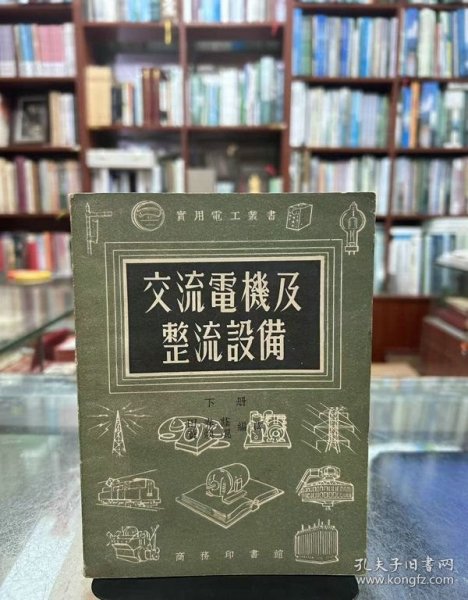 實用電工叢書
交流電機及
整流設備
下册
商務印書館
孔夫子旧书网
www.kongfz.com